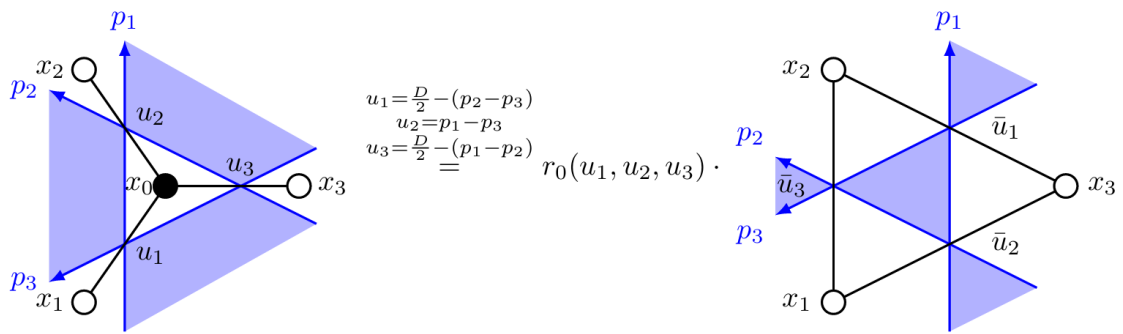 p₁
x₂
p₂
u₂
u₃
x₀
x₃
u₁
p₃
x₁
u₁=D/2−(p₂−p₃)
u₂=p₁−p₃
u₃=D/2−(p₁−p₂)
= r₀(u₁, u₂, u₃) ·
p₁
x₂
ū₁
p₂
ū₃
x₃
p₃
ū₂
x₁